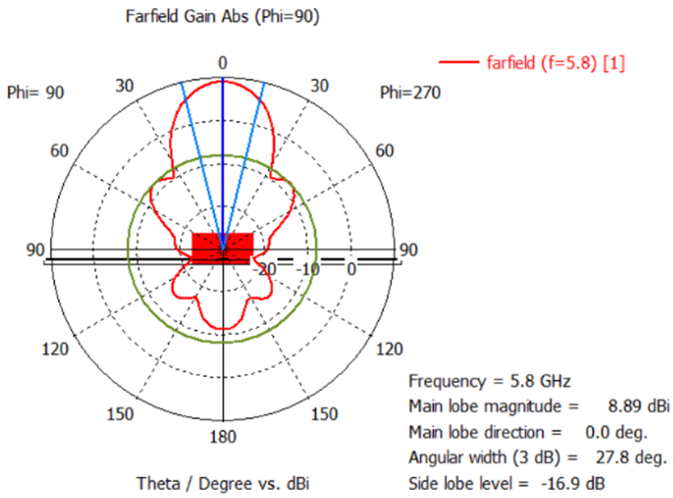 Farfield Gain Abs (Phi=90)
farfield (f=5.8) [1]
0
30
30
Phi= 90
Phi=270
60
60
90
90
-20
-10
0
120
120
150
150
180
Frequency = 5.8 GHz
Main lobe magnitude = 8.89 dBi
Main lobe direction = 0.0 deg.
Angular width (3 dB) = 27.8 deg.
Side lobe level = -16.9 dB
Theta / Degree vs. dBi